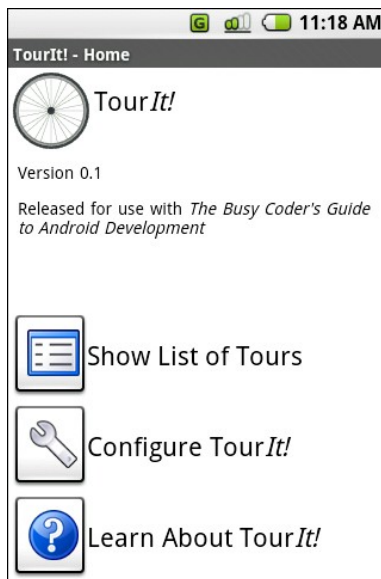 G 11:18 AM
TourIt! - Home
TourIt!
Version 0.1
Released for use with The Busy Coder's Guide
to Android Development
Show List of Tours
Configure TourIt!
? Learn About TourIt!